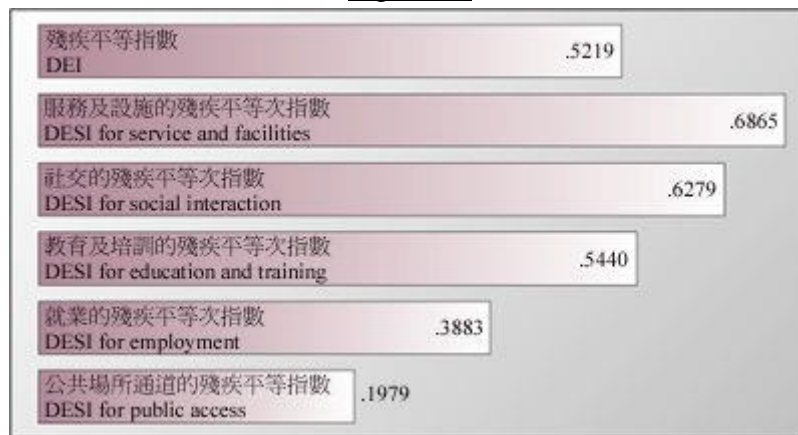 殘疾平等指數
DEI
.5219
服務及設施的殘疾平等次指數
DESI for service and facilities
.6865
社交的殘疾平等次指數
DESI for social interaction
.6279
教育及培訓的殘疾平等次指數
DESI for education and training
.5440
就業的殘疾平等次指數
DESI for employment
.3883
公共場所通道的殘疾平等指數
DESI for public access
.1979